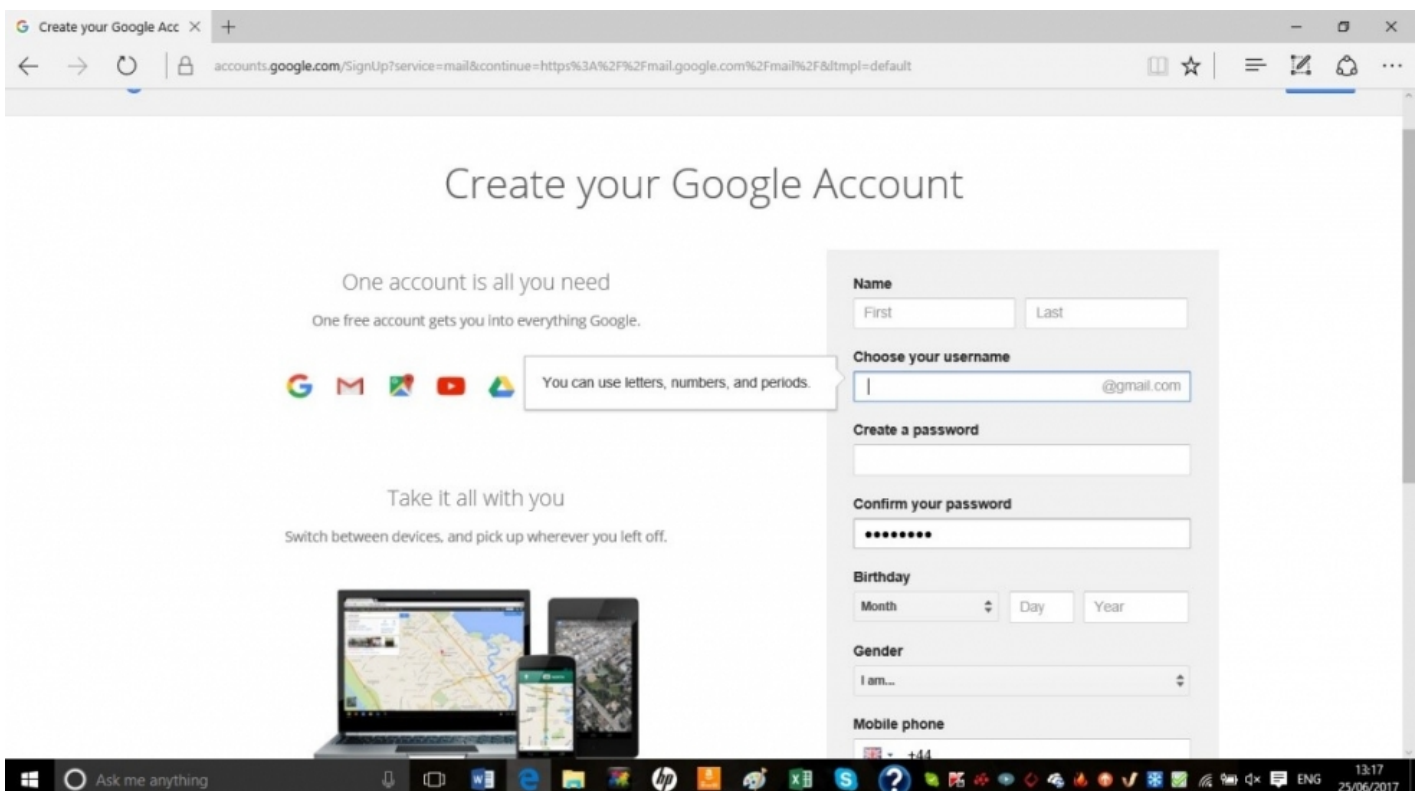 Create your Google Acc
accounts.google.com/SignUp?service=mail&continue=https%3A%2F%2Fmail.google.com%2Fmail%2F&ltmpl=default
Create your Google Account
One account is all you need
One free account gets you into everything Google.
You can use letters, numbers, and periods.
Take it all with you
Switch between devices, and pick up wherever you left off.
Name
First Last
Choose your username
@gmail.com
Create a password
Confirm your password
••••••••
Birthday
Month Day Year
Gender
I am...
Mobile phone
+44
Ask me anything
ENG
13:17
25/06/2017